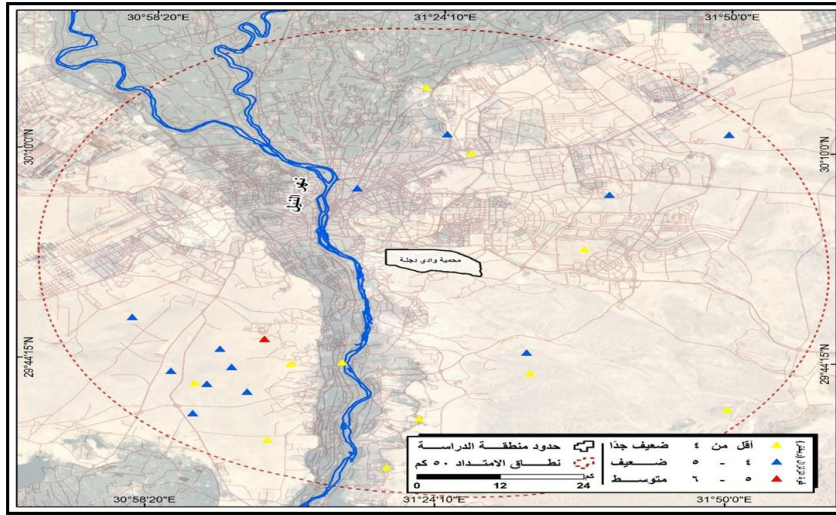 30°58'20"E
31°24'10"E
31°50'0"E
30°10'0"N
30°1'0"N
نهر النيل
محمية وادي دجلة
29°44'15"N
29°44'15"N
حدود منطقة الدراسة
نطاق الامتداد ٥٠ كم
كم
0 12 24
أقل من ٤ ضعيف جدًا
٤ - ٥ ضعيف
٥ - ٦ متوسط
30°58'20"E
31°24'10"E
31°50'0"E